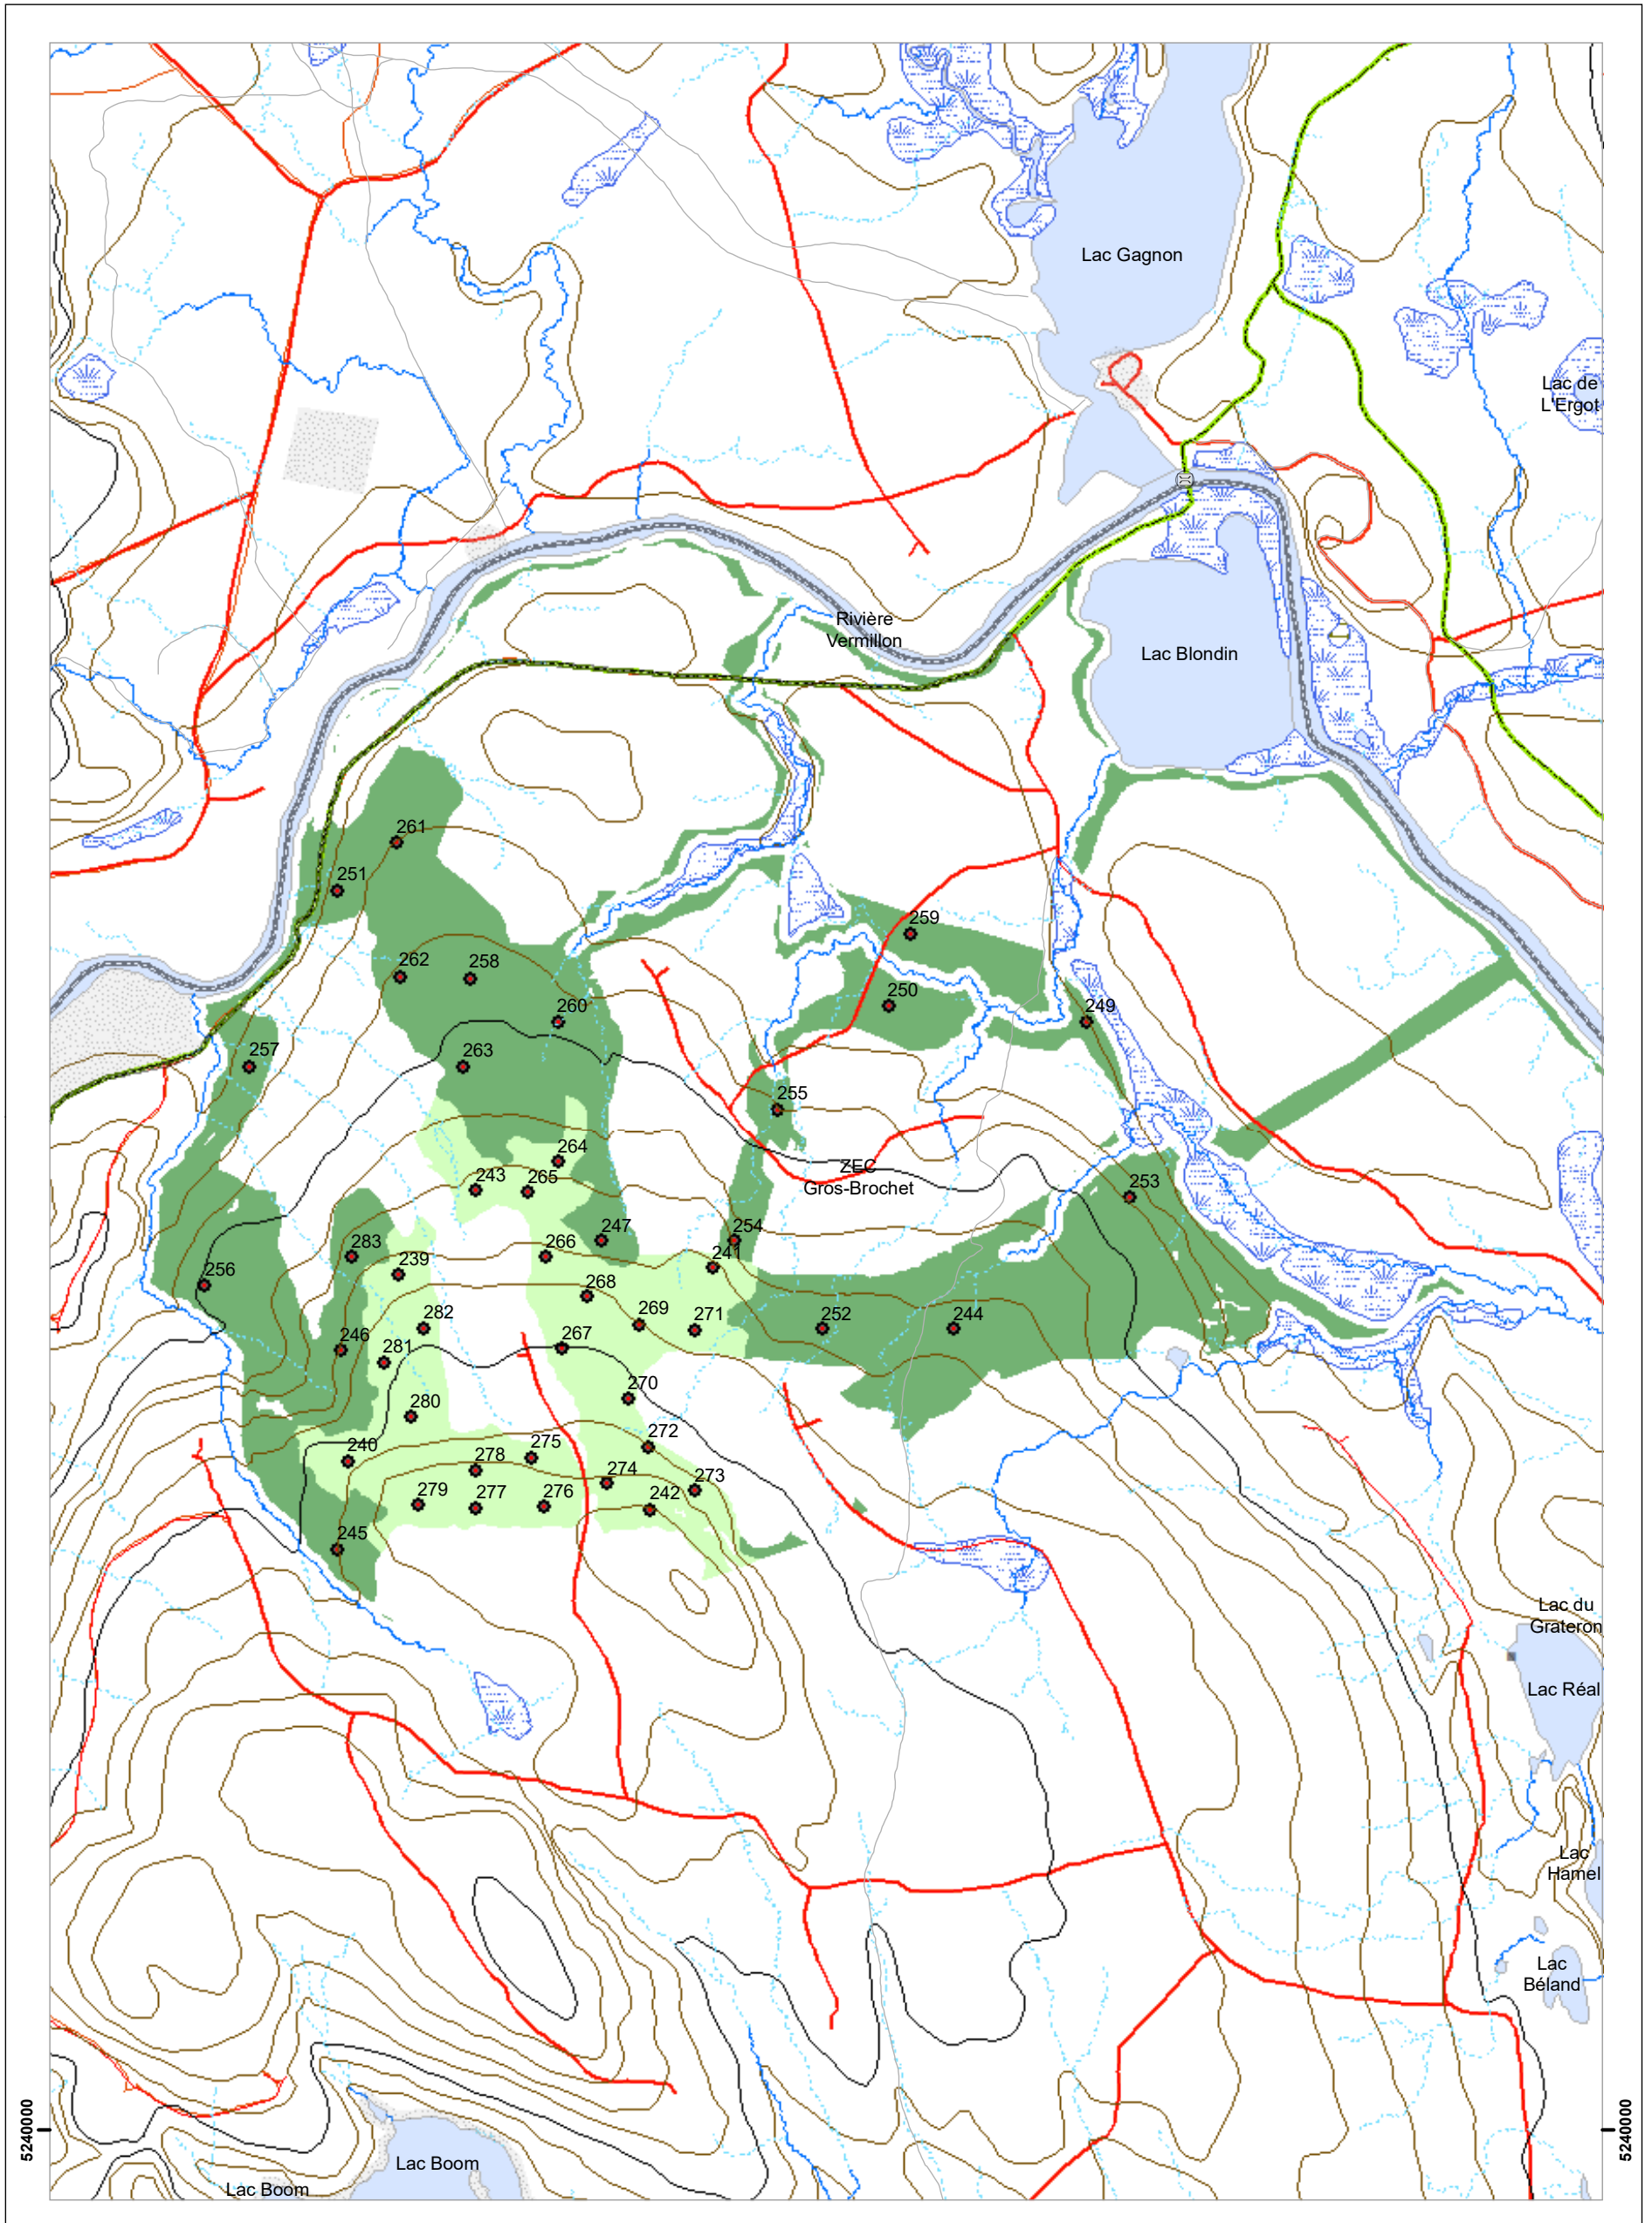 Lac Gagnon
Lac de
L'Ergot
Rivière
Vermillon
Lac Blondin
261
251
259
262
258
250
260
249
257
263
255
264
ZEC
Gros-Brochet
243
265
253
283
247
254
266
241
239
256
268
282
269
271
252
244
246
281
267
270
280
272
240
275
278
274
273
279
277
276
242
245
Lac du
Grateron
Lac Réal
Lac
Hamel
Lac
Béland
5240000
5240000
Lac Boom
Lac Boom